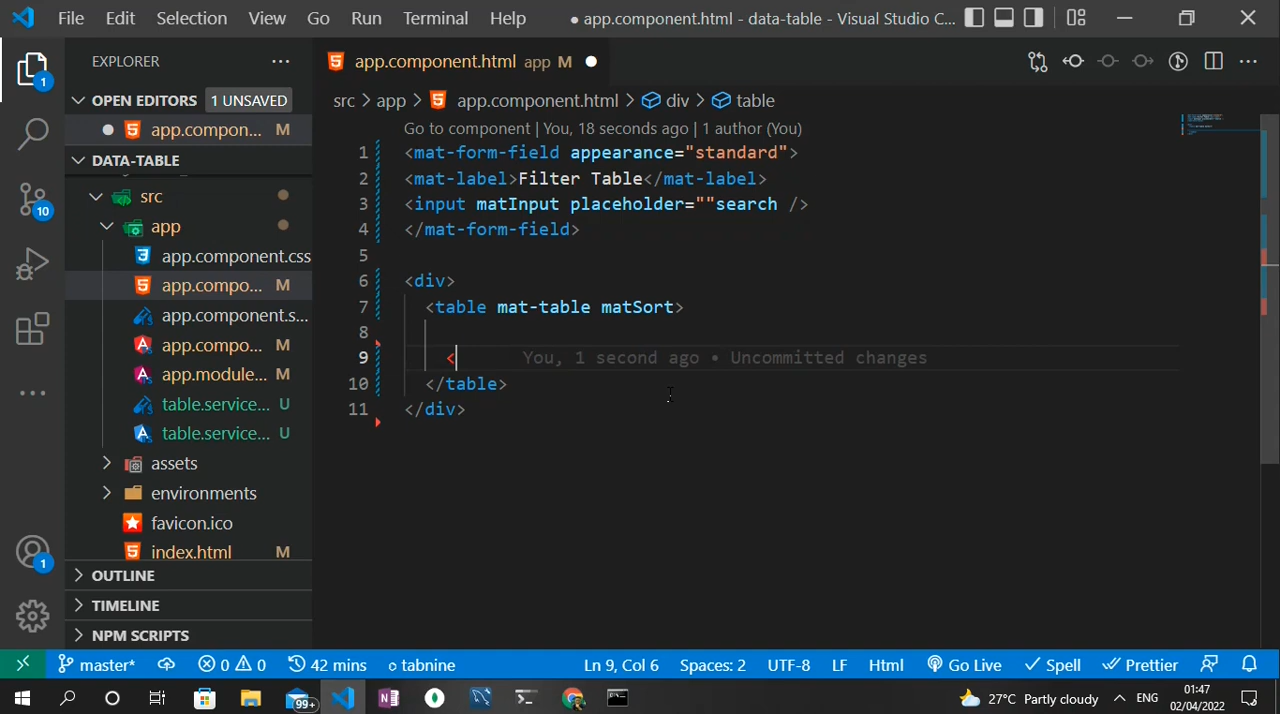 File Edit Selection View Go Run Terminal Help ● app.component.html - data-table - Visual Studio C...
EXPLORER
OPEN EDITORS 1 UNSAVED
app.compon... M
DATA-TABLE
src
app
app.component.css
app.compo... M
app.component.s...
app.compo... M
app.module... M
table.service... U
table.service... U
assets
environments
favicon.ico
index.html M
OUTLINE
TIMELINE
NPM SCRIPTS
1
10
1
app.component.html app M ●
src > app > app.component.html > div > table
Go to component | You, 18 seconds ago | 1 author (You)
1 <mat-form-field appearance="standard">
2 <mat-label>Filter Table</mat-label>
3 <input matInput placeholder=""search />
4 </mat-form-field>
5
6 <div>
7 <table mat-table matSort>
8
9 < You, 1 second ago • Uncommitted changes
10 </table>
11 </div>
master* 0 0 42 mins tabnine Ln 9, Col 6 Spaces: 2 UTF-8 LF Html Go Live Spell Prettier
99+ 27°C Partly cloudy ENG 01:47
02/04/2022